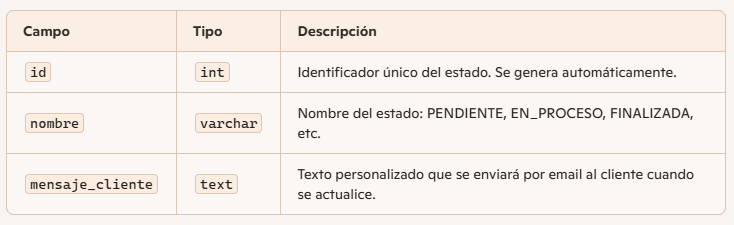 Campo Tipo Descripción
id int Identificador único del estado. Se genera automáticamente.
nombre varchar Nombre del estado: PENDIENTE, EN_PROCESO, FINALIZADA,
etc.
mensaje_cliente text Texto personalizado que se enviará por email al cliente cuando
se actualice.